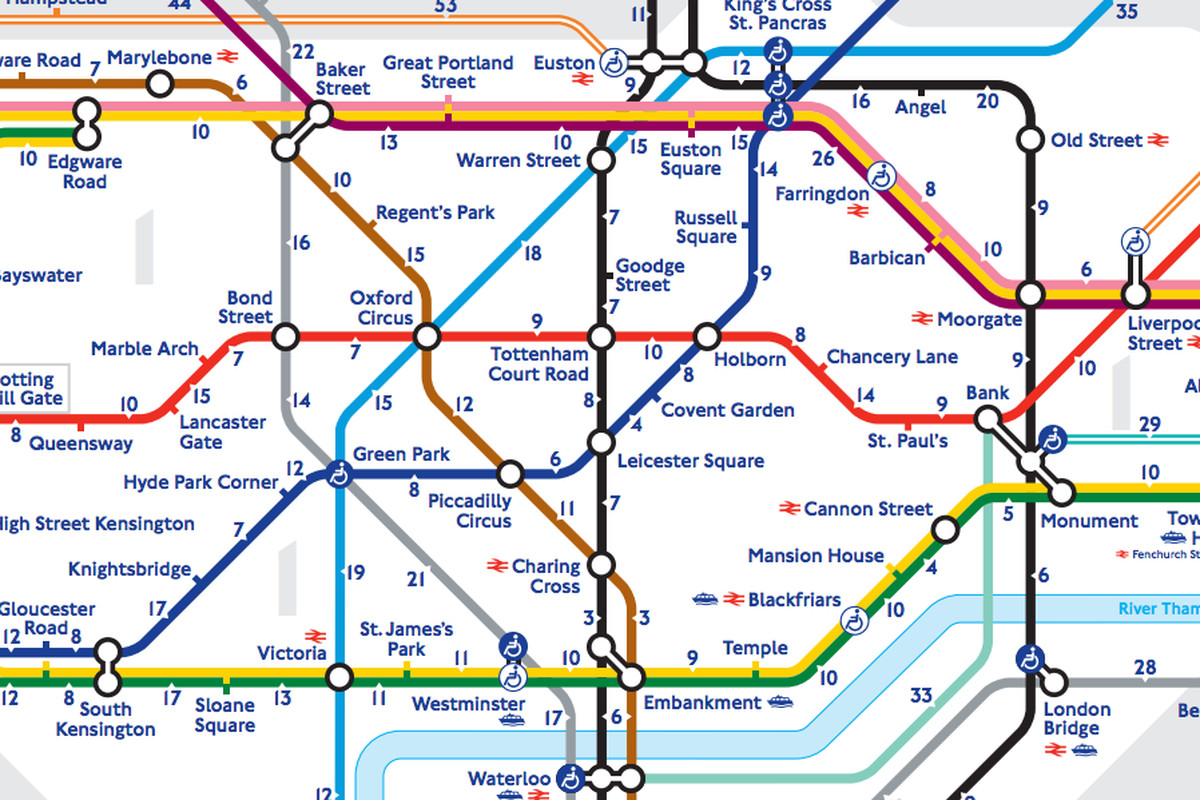 Hampstead
44
53
11
King's Cross
St. Pancras
35
ware Road
7
Marylebone
22
6
Baker
Street
Great Portland
Street
Euston
9
12
16
Angel
20
10
13
10
15
Euston
Square
15
14
26
Old Street
10
Edgware
Road
Warren Street
10
Regent's Park
7
Farringdon
8
9
16
15
18
Russell
Square
Barbican
10
Bayswater
Goodge
Street
9
6
Bond
Street
Oxford
Circus
7
Moorgate
Liverpoo
Street
Marble Arch
7
7
9
Tottenham
Court Road
10
Holborn
8
Chancery Lane
9
10
otting
ill Gate
10
15
Lancaster
Gate
14
15
12
8
8
Covent Garden
14
9
Bank
Al
8
Queensway
4
St. Paul's
29
12
Green Park
6
Leicester Square
Hyde Park Corner
8
Piccadilly
Circus
10
High Street Kensington
11
7
Cannon Street
5
Monument
Tow
H
Fenchurch St
7
Knightsbridge
19
21
Charing
Cross
Mansion House
4
6
Gloucester
Road
17
Blackfriars
10
River Tham
12
8
Victoria
St. James's
Park
3
3
11
10
9
Temple
12
8
South
Kensington
17
Sloane
Square
13
11
Westminster
17
Embankment
6
10
33
28
London
Bridge
Be
12
Waterloo